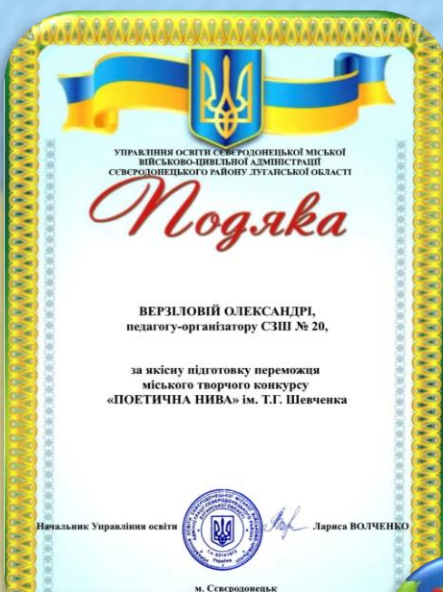 УПРАВЛІННЯ ОСВІТИ СЄВЄРОДОНЕЦЬКОЇ МІСЬКОЇ
ВІЙСЬКОВО-ЦИВІЛЬНОЇ АДМІНІСТРАЦІЇ
СЄВЄРОДОНЕЦЬКОГО РАЙОНУ ЛУГАНСЬКОЇ ОБЛАСТІ
Подяка
ВЕРЗІЛОВІЙ ОЛЕКСАНДРІ,
педагогу-організатору СЗШ № 20,
за якісну підготовку переможця
міського творчого конкурсу
«ПОЕТИЧНА НИВА» ім. Т.Г. Шевченка
Начальник Управління освіти Лариса ВОЛЧЕНКО
м. Сєвєродонецьк